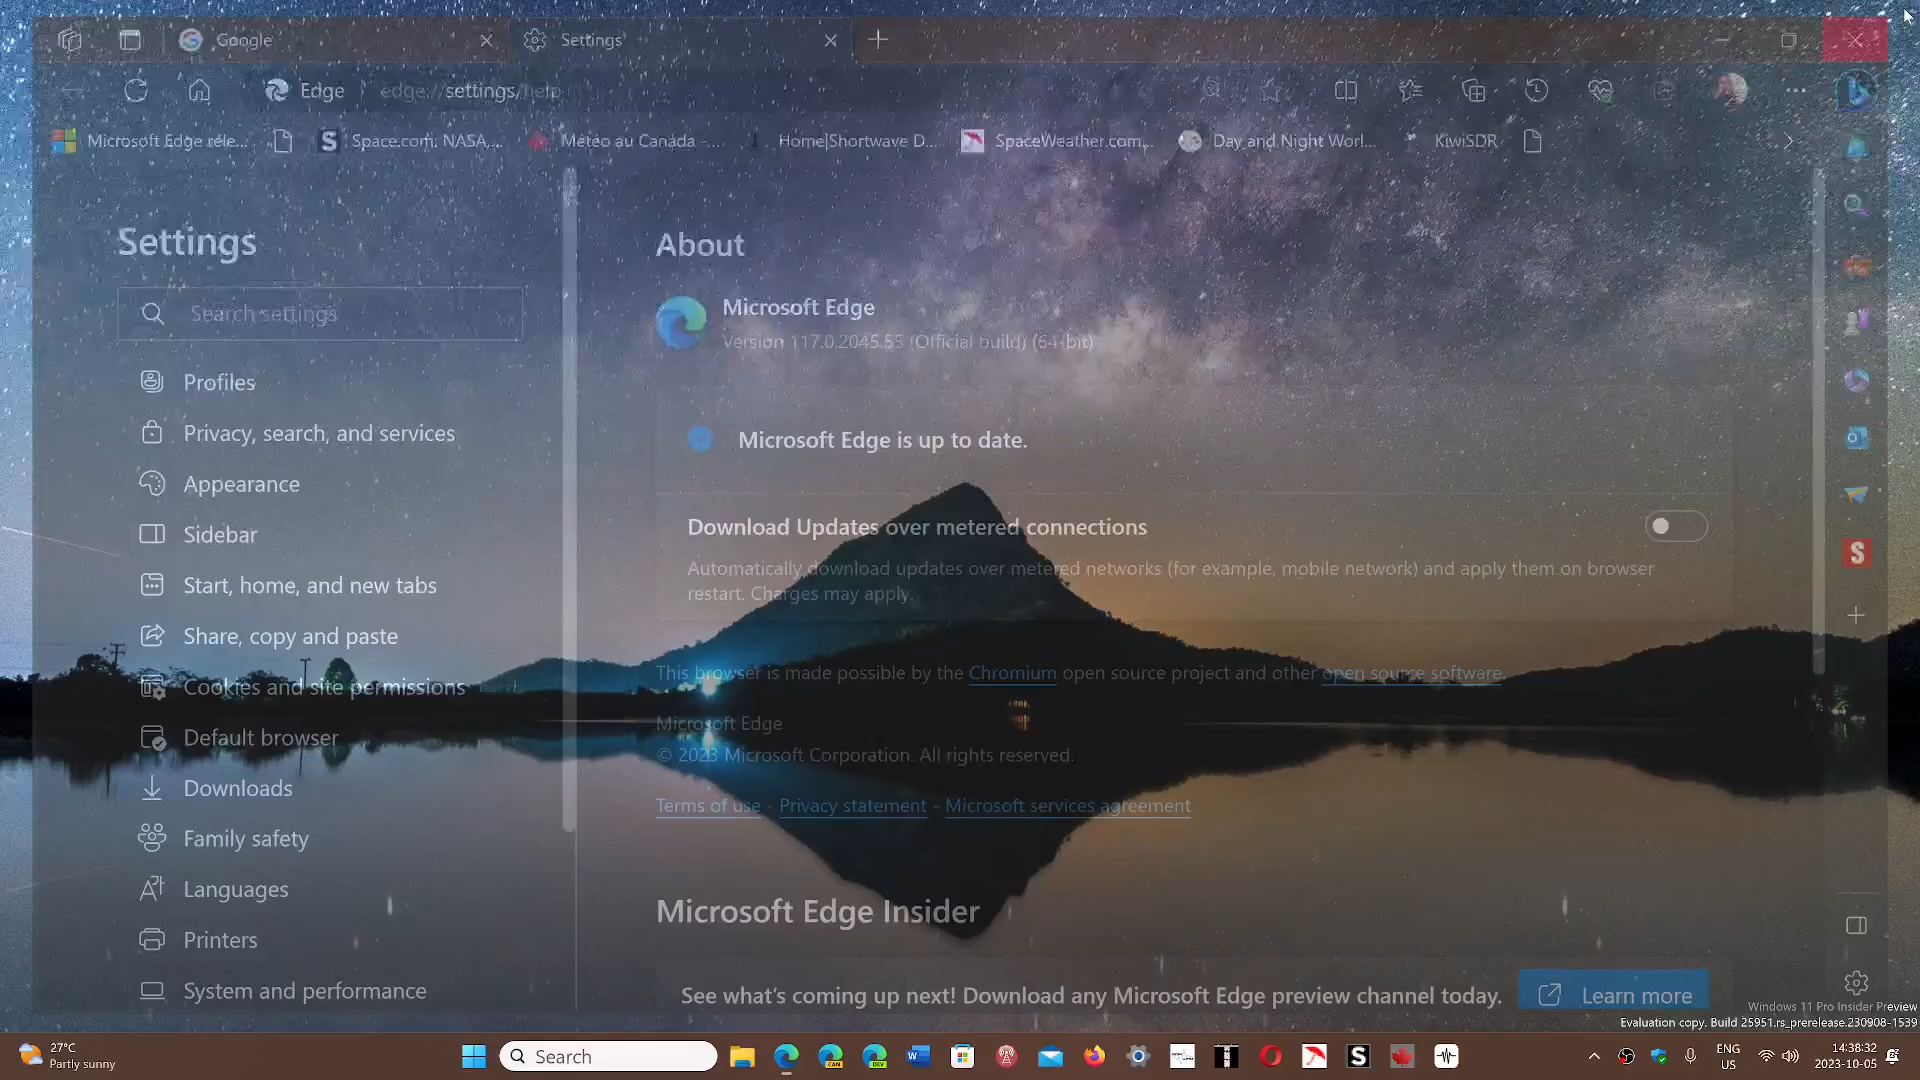 Google
Settings
Edge
edge://settings/help
Microsoft Edge rele...
Space.com: NASA,...
Météo au Canada -...
Home|Shortwave D...
SpaceWeather.com...
Day and Night Worl...
KiwiSDR
Settings
Search settings
Profiles
Privacy, search, and services
Appearance
Sidebar
Start, home, and new tabs
Share, copy and paste
Cookies and site permissions
Default browser
Downloads
Family safety
Languages
Printers
System and performance
About
Microsoft Edge
Version 117.0.2045.55 (Official build) (64-bit)
Microsoft Edge is up to date.
Download Updates over metered connections
Automatically download updates over metered networks (for example, mobile network) and apply them on browser
restart. Charges may apply.
This browser is made possible by the Chromium open source project and other open source software.
Microsoft Edge
© 2023 Microsoft Corporation. All rights reserved.
Terms of use - Privacy statement - Microsoft services agreement
Microsoft Edge Insider
See what's coming up next! Download any Microsoft Edge preview channel today.
Learn more
Windows 11 Pro Insider Preview
Evaluation copy. Build 25951.rs_prerelease.230908-1539
27°C
Partly sunny
Search
CAN
DEV
ENG
US
14:38:32
2023-10-05